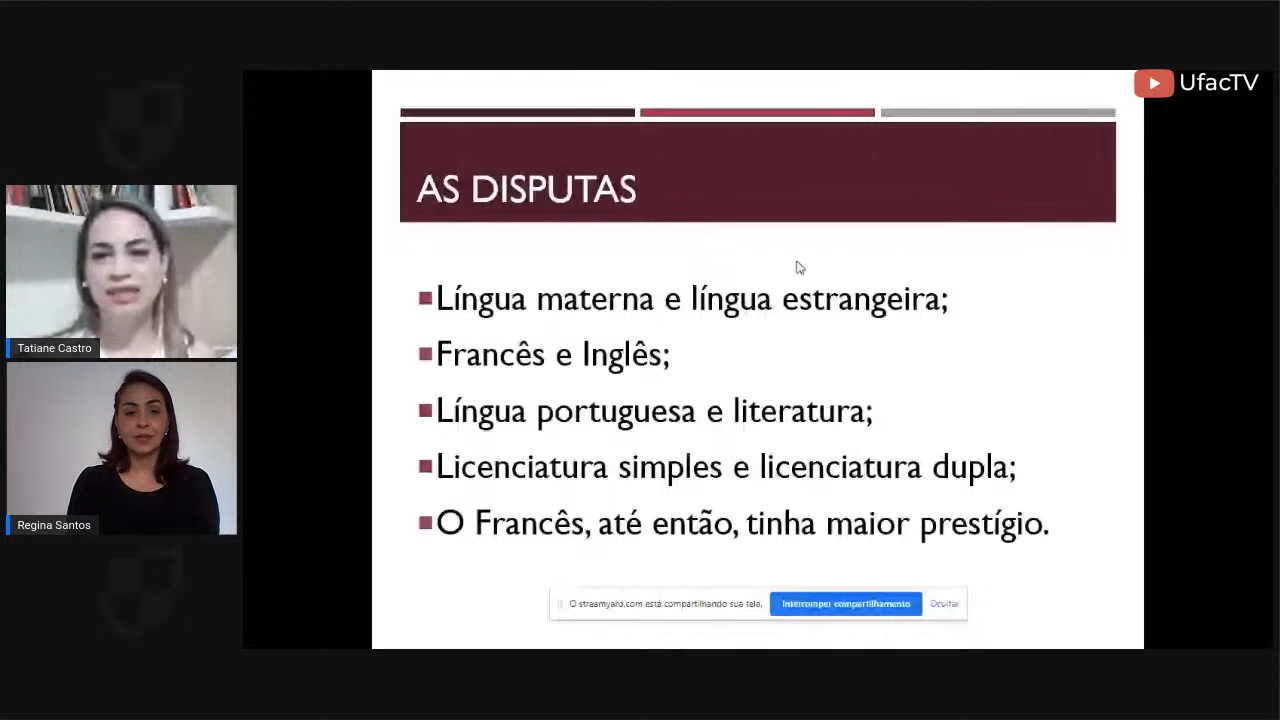 UfacTV
AS DISPUTAS
Língua materna e língua estrangeira;
Francês e Inglês;
Língua portuguesa e literatura;
Licenciatura simples e licenciatura dupla;
O Francês, até então, tinha maior prestígio.
O streamyard.com está compartilhando sua tela.
Interromper compartilhamento
Ocultar
Tatiane Castro
Regina Santos